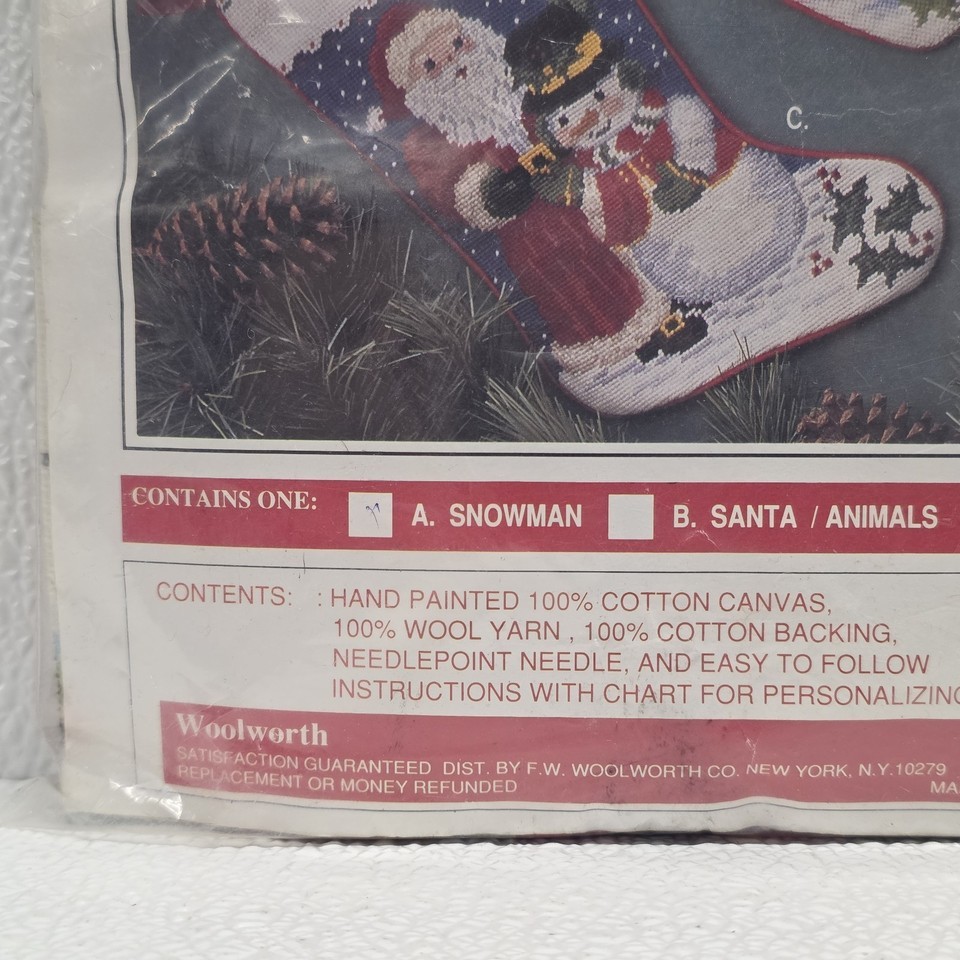 C.
CONTAINS ONE: A. SNOWMAN B. SANTA / ANIMALS
CONTENTS: : HAND PAINTED 100% COTTON CANVAS,
100% WOOL YARN , 100% COTTON BACKING,
NEEDLEPOINT NEEDLE, AND EASY TO FOLLOW
INSTRUCTIONS WITH CHART FOR PERSONALIZING
Woolworth
SATISFACTION GUARANTEED DIST. BY F.W. WOOLWORTH CO. NEW YORK, N.Y.10279
REPLACEMENT OR MONEY REFUNDED MA